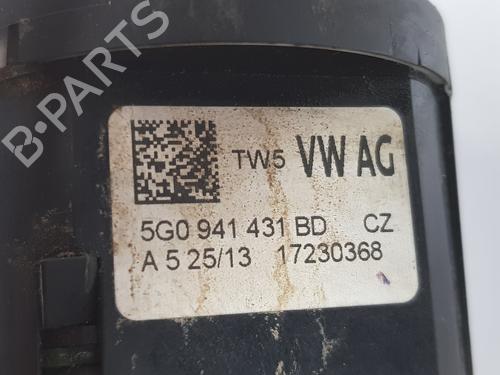 TW5 VW AG
5G0 941 431 BD CZ
A 5 25/13 17230368
B-PARTS